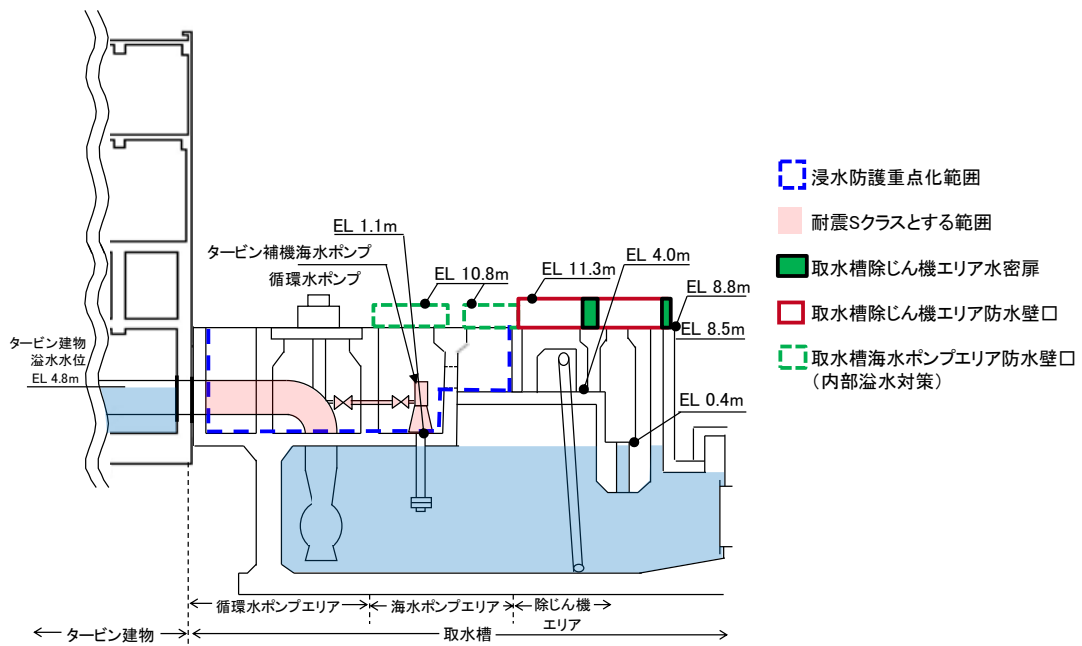 EL 1.1m
タービン補機海水ポンプ
循環水ポンプ
EL 10.8m
EL 11.3m
EL 4.0m
EL 8.8m
EL 8.5m
EL 0.4m
タービン建物
溢水水位
EL 4.8m
浸水防護重点化範囲
耐震Sクラスとする範囲
取水槽除じん機エリア水密扉
取水槽除じん機エリア防水壁口
取水槽海水ポンプエリア防水壁口
（内部溢水対策）
循環水ポンプエリア
海水ポンプエリア
除じん機
エリア
タービン建物
取水槽